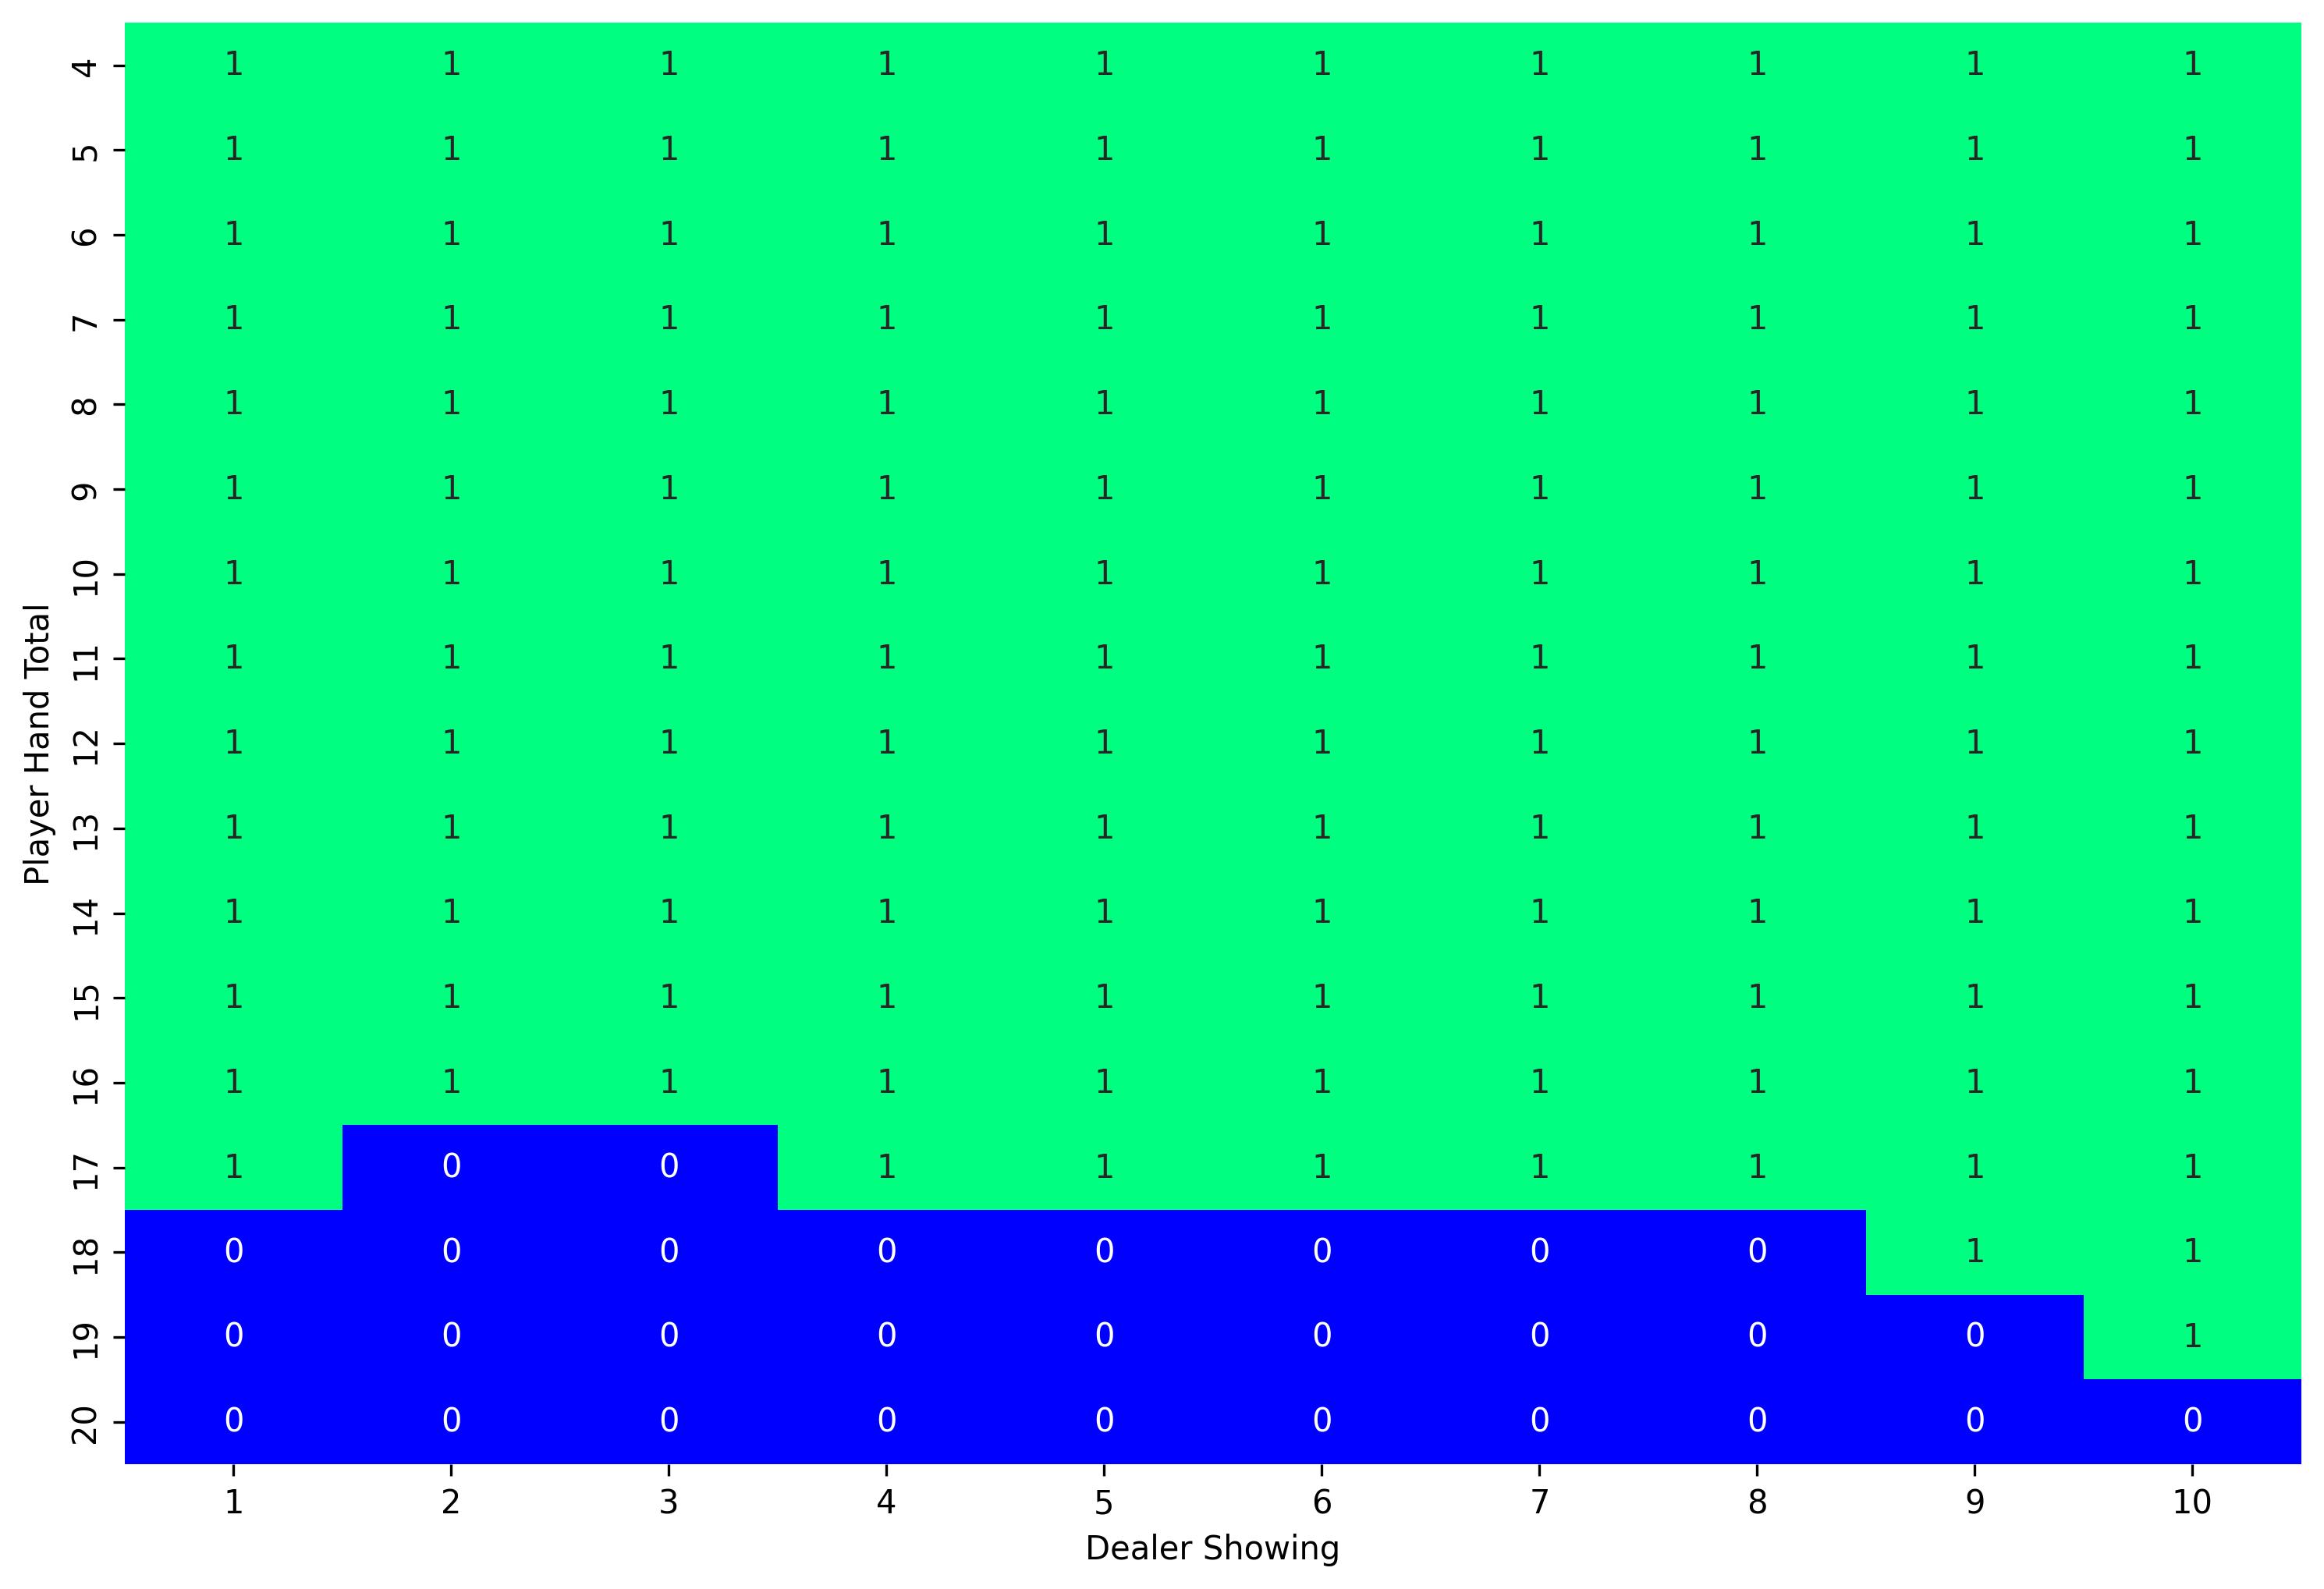 4 1 1 1 1 1 1 1 1 1 1
5 1 1 1 1 1 1 1 1 1 1
6 1 1 1 1 1 1 1 1 1 1
7 1 1 1 1 1 1 1 1 1 1
8 1 1 1 1 1 1 1 1 1 1
9 1 1 1 1 1 1 1 1 1 1
10 1 1 1 1 1 1 1 1 1 1
11 1 1 1 1 1 1 1 1 1 1
12 1 1 1 1 1 1 1 1 1 1
13 1 1 1 1 1 1 1 1 1 1
14 1 1 1 1 1 1 1 1 1 1
15 1 1 1 1 1 1 1 1 1 1
16 1 1 1 1 1 1 1 1 1 1
17 1 0 0 1 1 1 1 1 1 1
18 0 0 0 0 0 0 0 0 1 1
19 0 0 0 0 0 0 0 0 0 1
20 0 0 0 0 0 0 0 0 0 0
1 2 3 4 5 6 7 8 9 10
Dealer Showing
Player Hand Total